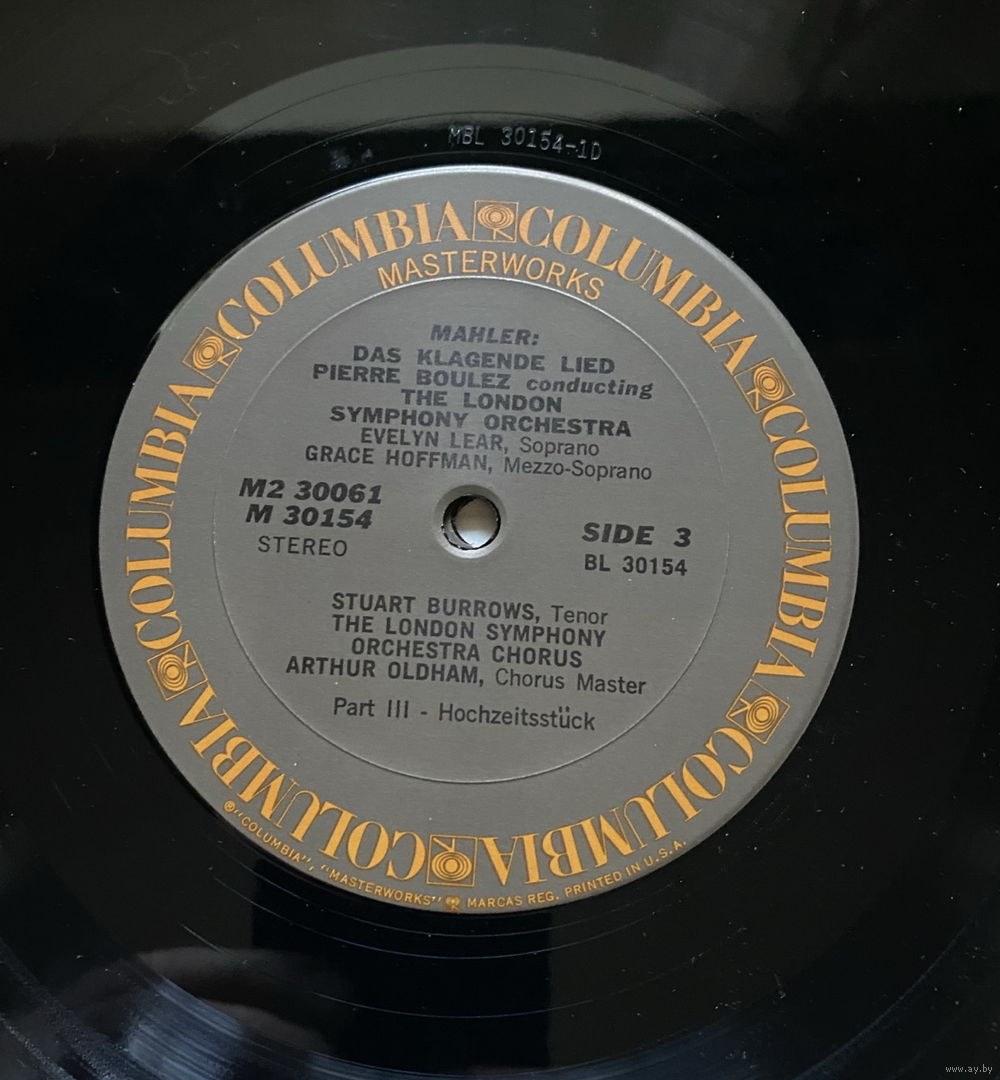 MBL 30154-1D
COLUMBIA COLUMBIA COLUMBIA COLUMBIA COLUMBIA COLUMBIA COLUMBIA COLUMBIA
MASTERWORKS
MAHLER:
DAS KLAGENDE LIED
PIERRE BOULEZ conducting
THE LONDON
SYMPHONY ORCHESTRA
EVELYN LEAR, Soprano
GRACE HOFFMAN, Mezzo-Soprano
M2 30061
M 30154
STEREO
SIDE 3
BL 30154
STUART BURROWS, Tenor
THE LONDON SYMPHONY
ORCHESTRA CHORUS
ARTHUR OLDHAM, Chorus Master
Part III - Hochzeitsstück
® "COLUMBIA", "MASTERWORKS" MARCAS REG. PRINTED IN U.S.A.
www.ay.by